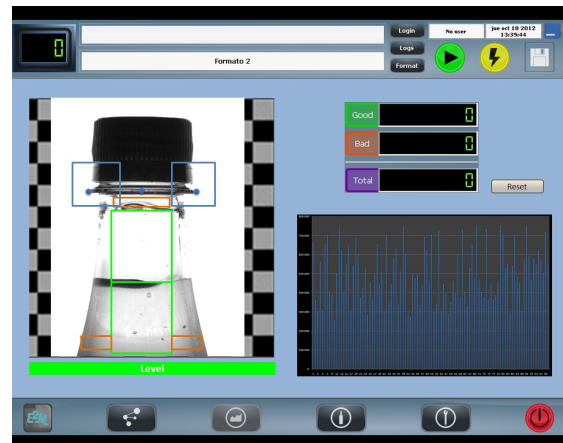 0
Formato 2
Login
Logs
Format
No user
jue oct 18 2012
13:39:44
Good 0
Bad 0
Total 0
Reset
Level
E2M